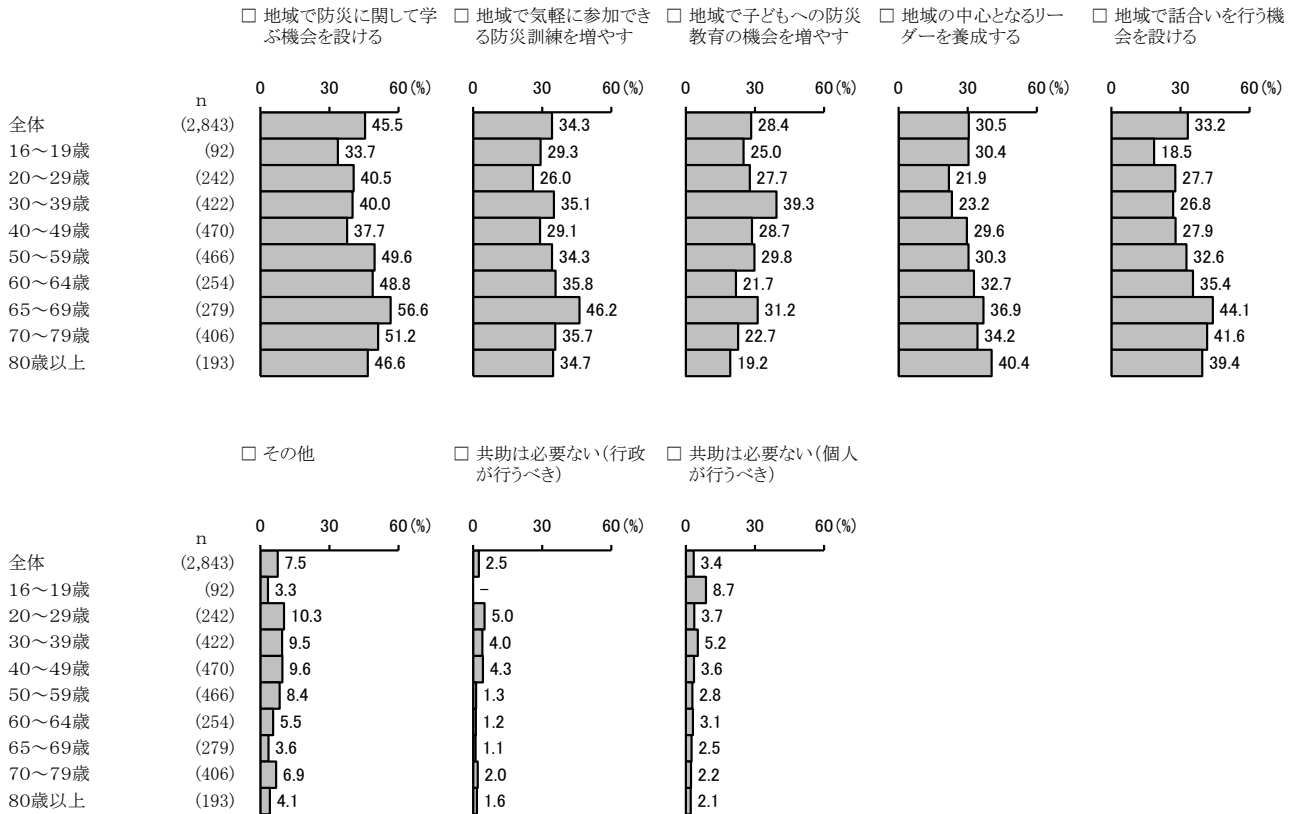 □ 地域で防災に関して学 □ 地域で気軽に参加でき □ 地域で子どもへの防災 □ 地域の中心となるリー □ 地域で話合いを行う機
ぶ機会を設ける る防災訓練を増やす 教育の機会を増やす ダーを養成する 会を設ける
0 30 60(%) 0 30 60(%) 0 30 60(%) 0 30 60(%) 0 30 60(%)
n
全体 (2,843) 45.5 34.3 28.4 30.5 33.2
16～19歳 (92) 33.7 29.3 25.0 30.4 18.5
20～29歳 (242) 40.5 26.0 27.7 21.9 27.7
30～39歳 (422) 40.0 35.1 39.3 23.2 26.8
40～49歳 (470) 37.7 29.1 28.7 29.6 27.9
50～59歳 (466) 49.6 34.3 29.8 30.3 32.6
60～64歳 (254) 48.8 35.8 21.7 32.7 35.4
65～69歳 (279) 56.6 46.2 31.2 36.9 44.1
70～79歳 (406) 51.2 35.7 22.7 34.2 41.6
80歳以上 (193) 46.6 34.7 19.2 40.4 39.4
□ その他 □ 共助は必要ない(行政 □ 共助は必要ない(個人
が行うべき) が行うべき)
0 30 60(%) 0 30 60(%) 0 30 60(%)
n
全体 (2,843) 7.5 2.5 3.4
16～19歳 (92) 3.3 － 8.7
20～29歳 (242) 10.3 5.0 3.7
30～39歳 (422) 9.5 4.0 5.2
40～49歳 (470) 9.6 4.3 3.6
50～59歳 (466) 8.4 1.3 2.8
60～64歳 (254) 5.5 1.2 3.1
65～69歳 (279) 3.6 1.1 2.5
70～79歳 (406) 6.9 2.0 2.2
80歳以上 (193) 4.1 1.6 2.1